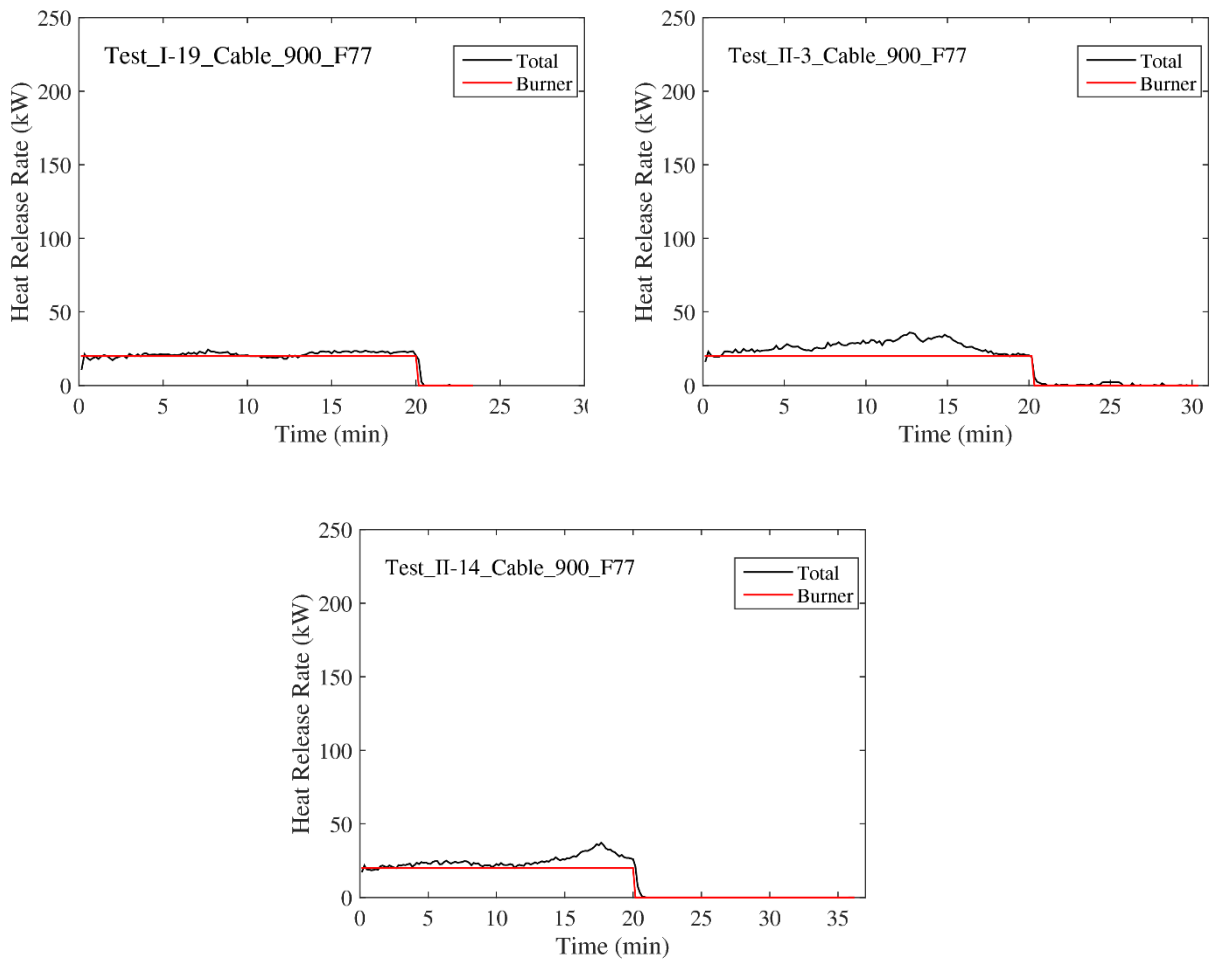 Test_I-19_Cable_900_F77
Total
Burner
Heat Release Rate (kW)
250
200
150
100
50
0
0 5 10 15 20 25 30
Time (min)
Test_II-3_Cable_900_F77
Total
Burner
Heat Release Rate (kW)
250
200
150
100
50
0
0 5 10 15 20 25 30
Time (min)
Test_II-14_Cable_900_F77
Total
Burner
Heat Release Rate (kW)
250
200
150
100
50
0
0 5 10 15 20 25 30 35
Time (min)